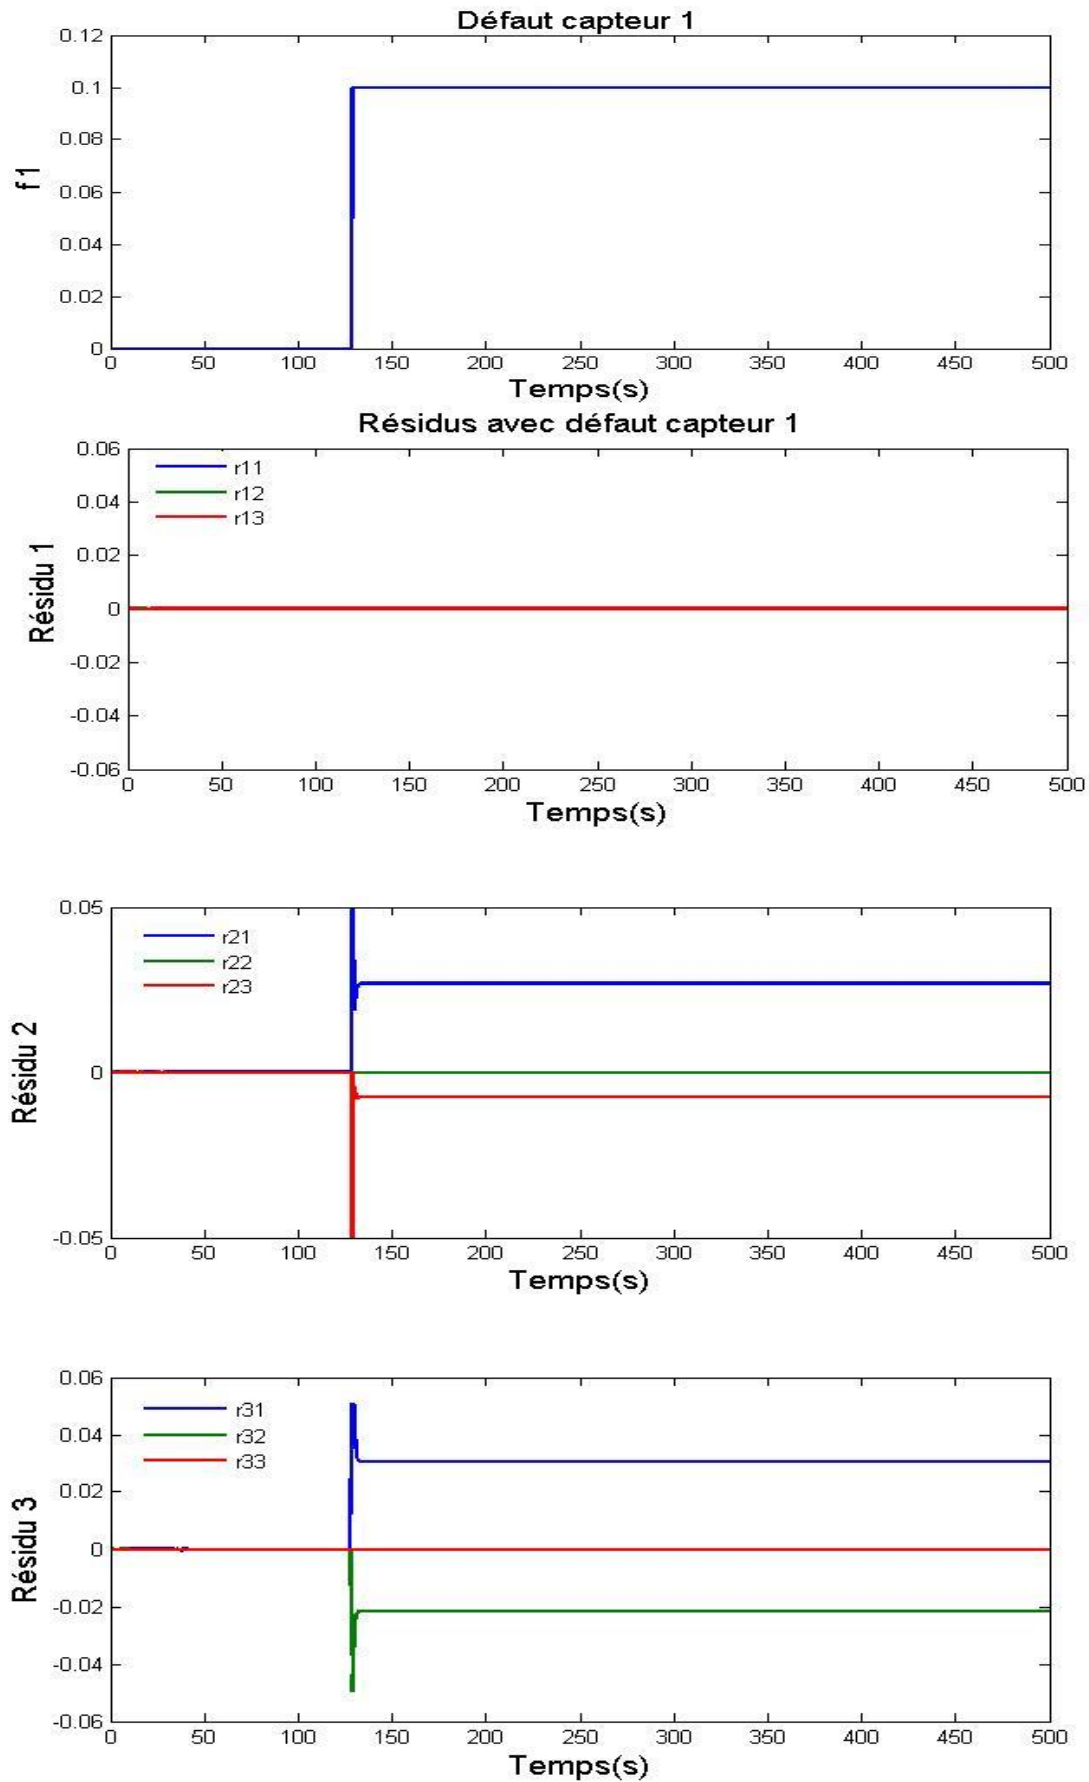 Défaut capteur 1
0.12
0.1
0.08
0.06
0.04
0.02
0
f1
0 50 100 150 200 250 300 350 400 450 500
Temps(s)
Résidus avec défaut capteur 1
0.06
0.04
0.02
0
-0.02
-0.04
-0.06
r11
r12
r13
Résidu 1
0 50 100 150 200 250 300 350 400 450 500
Temps(s)
0.05
0
-0.05
r21
r22
r23
Résidu 2
0 50 100 150 200 250 300 350 400 450 500
Temps(s)
0.06
0.04
0.02
0
-0.02
-0.04
-0.06
r31
r32
r33
Résidu 3
0 50 100 150 200 250 300 350 400 450 500
Temps(s)